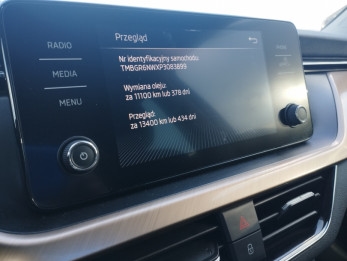 Przegląd
RADIO
MEDIA
MENU
Nr identyfikacyjny samochodu:
TMBGR6NWXP3083899
Wymiana oleju:
za 11100 km lub 378 dni
Przegląd:
za 13400 km lub 434 dni